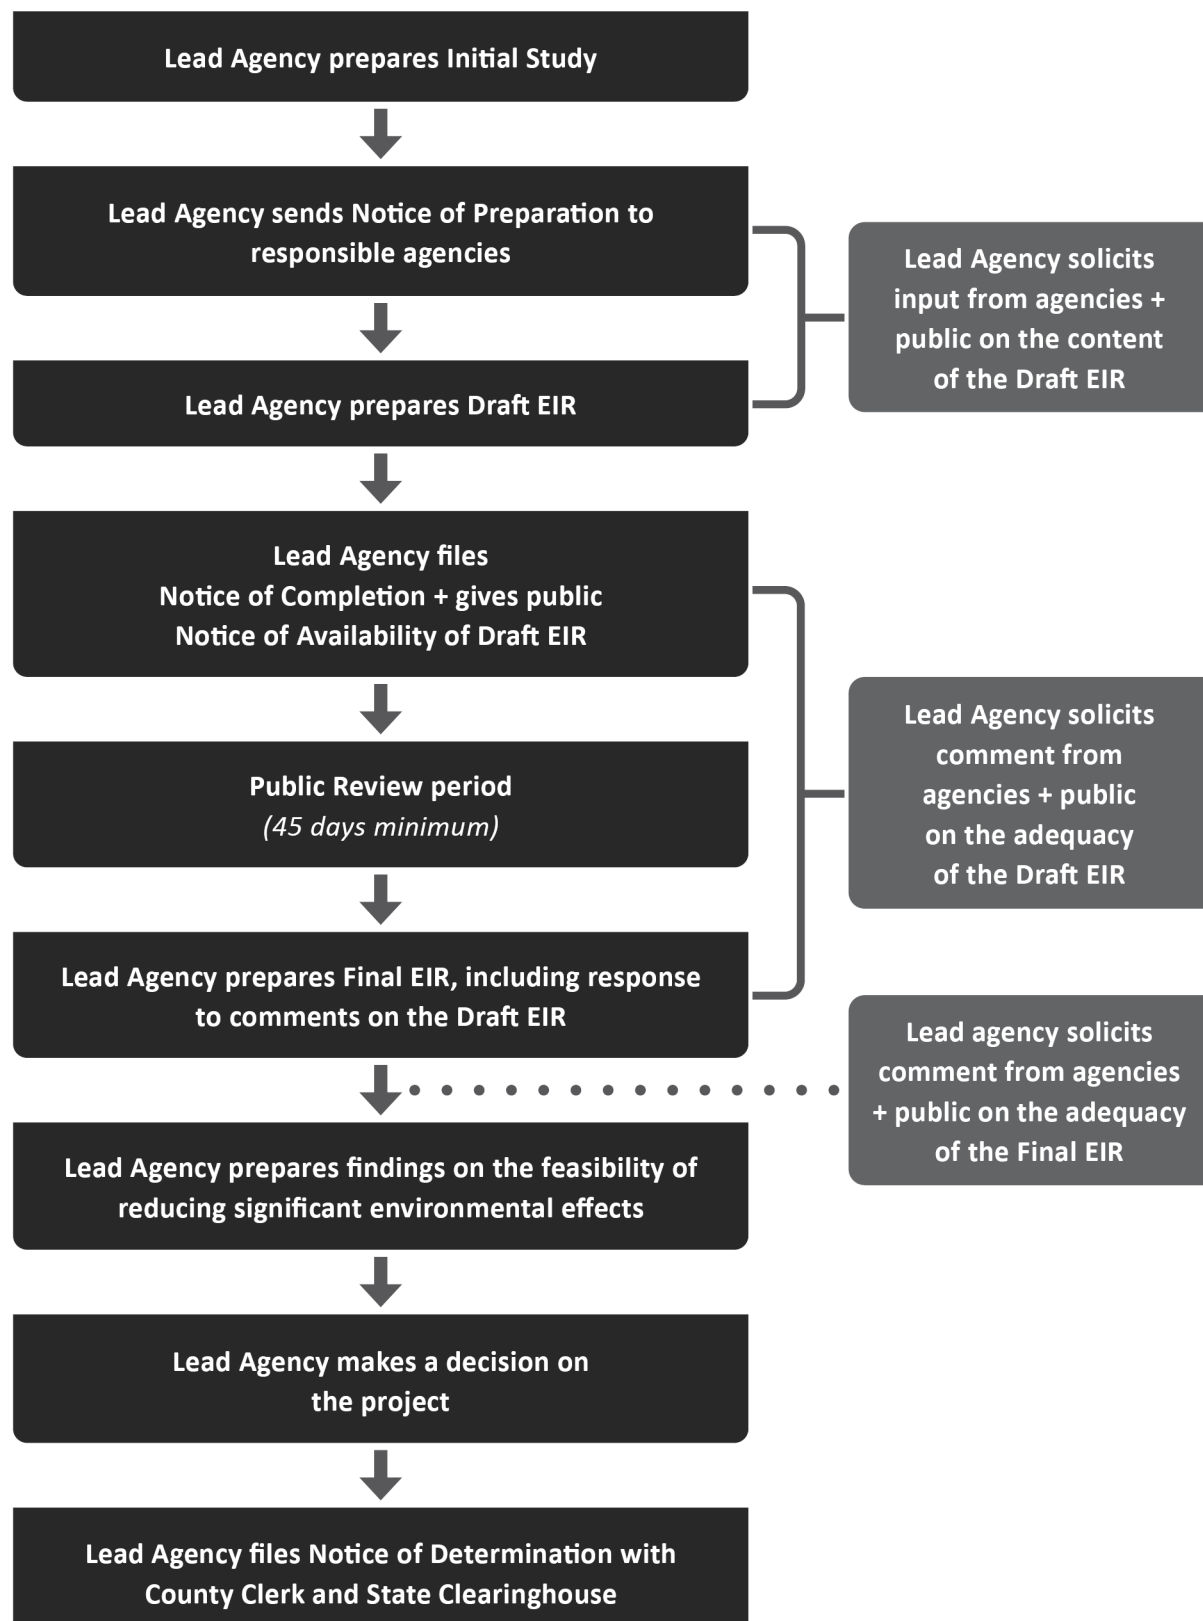 Lead Agency prepares Initial Study
Lead Agency sends Notice of Preparation to
responsible agencies
Lead Agency solicits
input from agencies +
public on the content
of the Draft EIR
Lead Agency prepares Draft EIR
Lead Agency files
Notice of Completion + gives public
Notice of Availability of Draft EIR
Public Review period
(45 days minimum)
Lead Agency solicits
comment from
agencies + public
on the adequacy
of the Draft EIR
Lead Agency prepares Final EIR, including response
to comments on the Draft EIR
Lead agency solicits
comment from agencies
+ public on the adequacy
of the Final EIR
Lead Agency prepares findings on the feasibility of
reducing significant environmental effects
Lead Agency makes a decision on
the project
Lead Agency files Notice of Determination with
County Clerk and State Clearinghouse